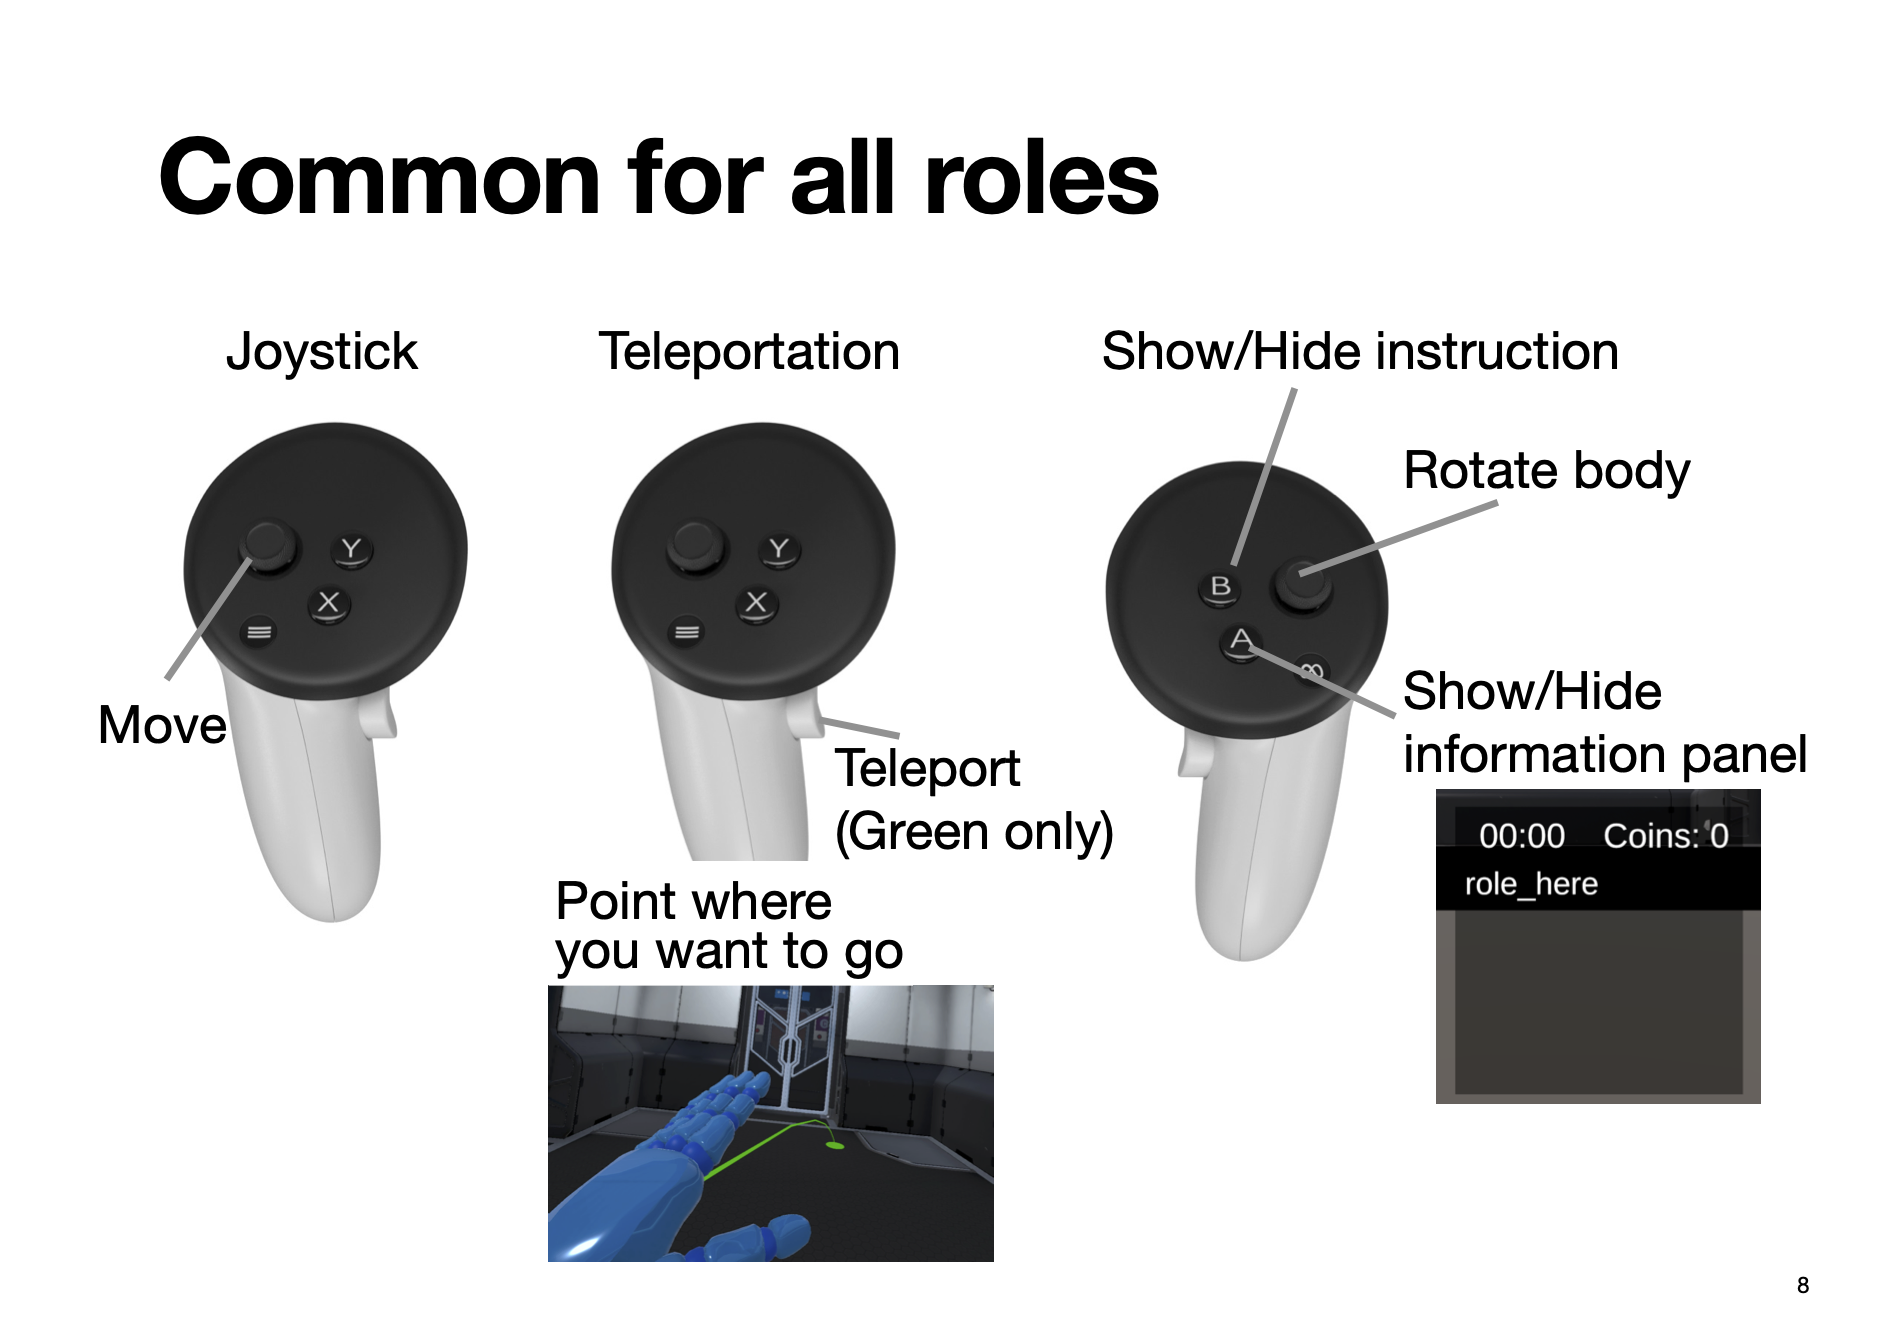 Common for all roles
Joystick
Teleportation
Show/Hide instruction
Rotate body
Y
X
Y
X
B
A
Move
Teleport
(Green only)
Show/Hide
information panel
Point where
you want to go
00:00 Coins: 0
role_here
8